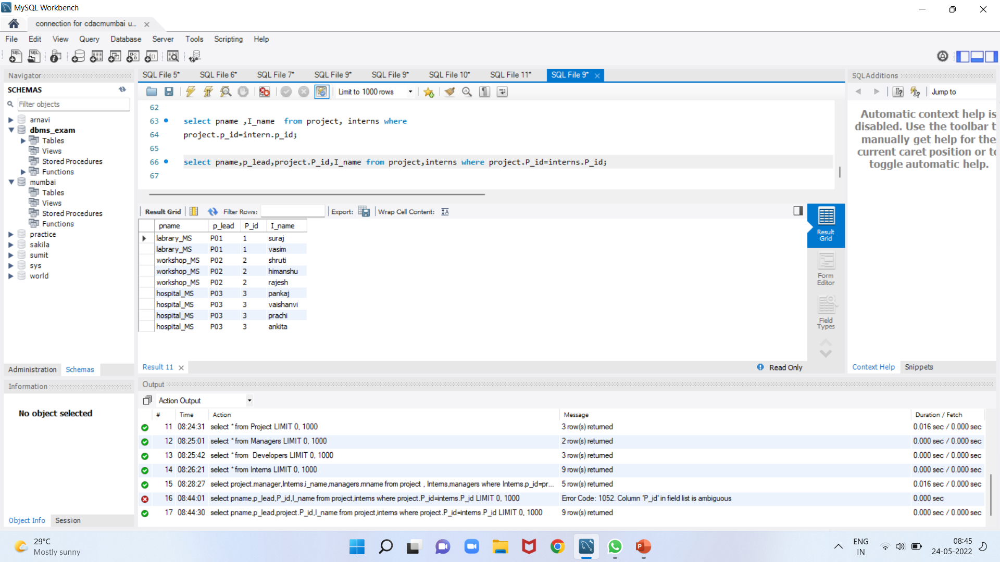 MySQL Workbench
connection for cdacmumbai u...
File Edit View Query Database Server Tools Scripting Help
Navigator
SCHEMAS
Filter objects
arnavi
dbms_exam
Tables
Views
Stored Procedures
Functions
mumbai
Tables
Views
Stored Procedures
Functions
practice
sakila
sumit
sys
world
Administration Schemas
Information
No object selected
Object Info Session
SQL File 5* SQL File 6* SQL File 7* SQL File 9* SQL File 9* SQL File 10* SQL File 11* SQL File 9*
Limit to 1000 rows
62
63 select pname ,I_name from project, interns where
64 project.p_id=intern.p_id;
65
66 select pname,p_lead,project.P_id,I_name from project,interns where project.P_id=interns.P_id;
67
Result Grid Filter Rows: Export: Wrap Cell Content:
pname p_lead P_id I_name
labrary_MS P01 1 suraj
labrary_MS P01 1 vasim
workshop_MS P02 2 shruti
workshop_MS P02 2 himanshu
workshop_MS P02 2 rajesh
hospital_MS P03 3 pankaj
hospital_MS P03 3 vaishanvi
hospital_MS P03 3 prachi
hospital_MS P03 3 ankita
Result
Grid
Form
Editor
Field
Types
Result 11 Read Only
SQLAdditions
Jump to
Automatic context help is
disabled. Use the toolbar t
manually get help for the
current caret position or to
toggle automatic help.
Context Help Snippets
Output
Action Output
# Time Action Message Duration / Fetch
11 08:24:31 select * from Project LIMIT 0, 1000 3 row(s) returned 0.016 sec / 0.000 sec
12 08:25:01 select * from Managers LIMIT 0, 1000 2 row(s) returned 0.000 sec / 0.000 sec
13 08:25:42 select * from Developers LIMIT 0, 1000 3 row(s) returned 0.000 sec / 0.000 sec
14 08:26:21 select * from Interns LIMIT 0, 1000 9 row(s) returned 0.000 sec / 0.000 sec
15 08:28:27 select project.manager,Interns.i_name,managers.mname from project , Interns,managers where Interns.p_id=pr... 5 row(s) returned 0.016 sec / 0.000 sec
16 08:44:01 select pname,p_lead,P_id,I_name from project,interns where project.P_id=interns.P_id LIMIT 0, 1000 Error Code: 1052. Column 'P_id' in field list is ambiguous 0.000 sec
17 08:44:30 select pname,p_lead,project.P_id,I_name from project,interns where project.P_id=interns.P_id LIMIT 0, 1000 9 row(s) returned 0.000 sec / 0.000 sec
29°C
Mostly sunny
ENG
IN
08:45
24-05-2022